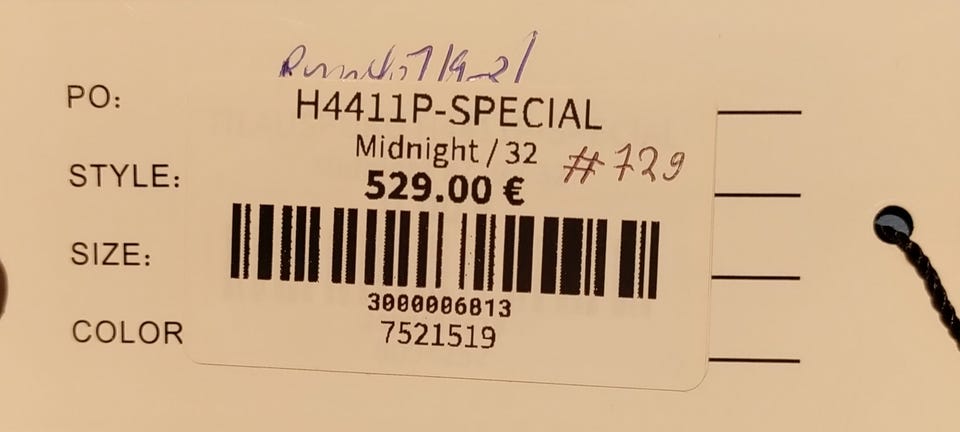 PO:
H4411P-SPECIAL
Midnight / 32 #729
STYLE:
529.00 €
SIZE:
3000006813
COLOR
7521519